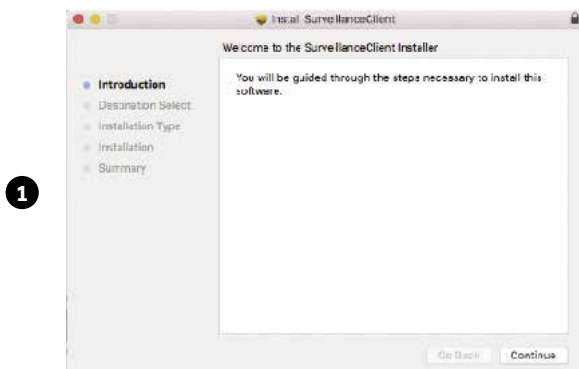 Install SurveillanceClient
Welcome to the SurveillanceClient Installer
Introduction
Destination Select
Installation Type
Installation
Summary
You will be guided through the steps necessary to install this
software.
1
Go Back
Continue